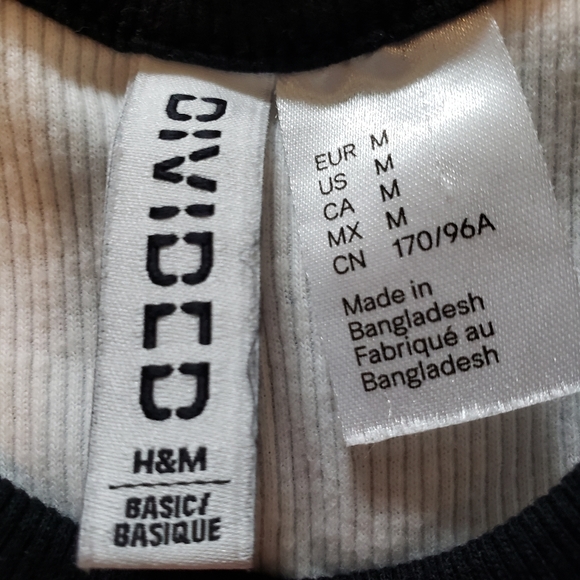 DIVIDED
H&M
BASIC/
BASIQUE
EUR M
US M
CA M
MX M
CN 170/96A
Made in
Bangladesh
Fabriqué au
Bangladesh